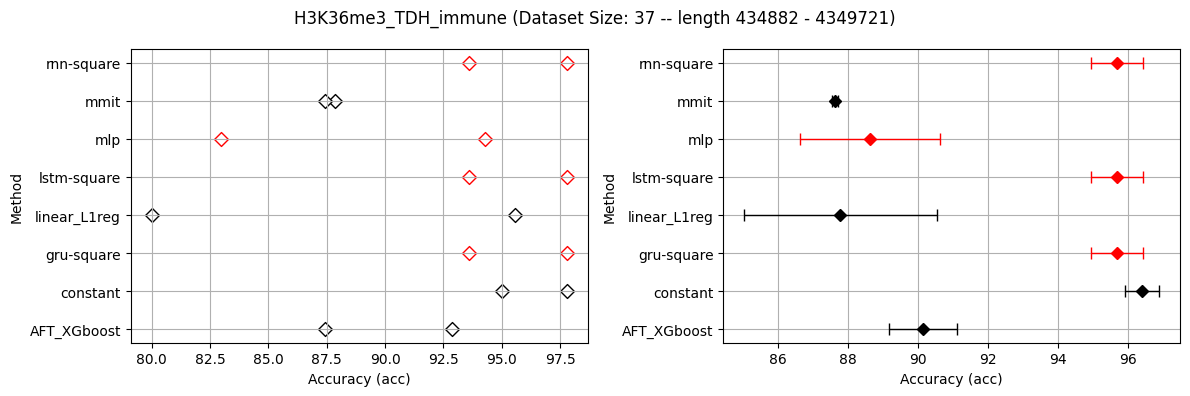 H3K36me3_TDH_immune (Dataset Size: 37 -- length 434882 - 4349721)
Method
rnn-square
mmit
mlp
lstm-square
linear_L1reg
gru-square
constant
AFT_XGboost
80.0 82.5 85.0 87.5 90.0 92.5 95.0 97.5
Accuracy (acc)
Method
rnn-square
mmit
mlp
lstm-square
linear_L1reg
gru-square
constant
AFT_XGboost
86 88 90 92 94 96
Accuracy (acc)